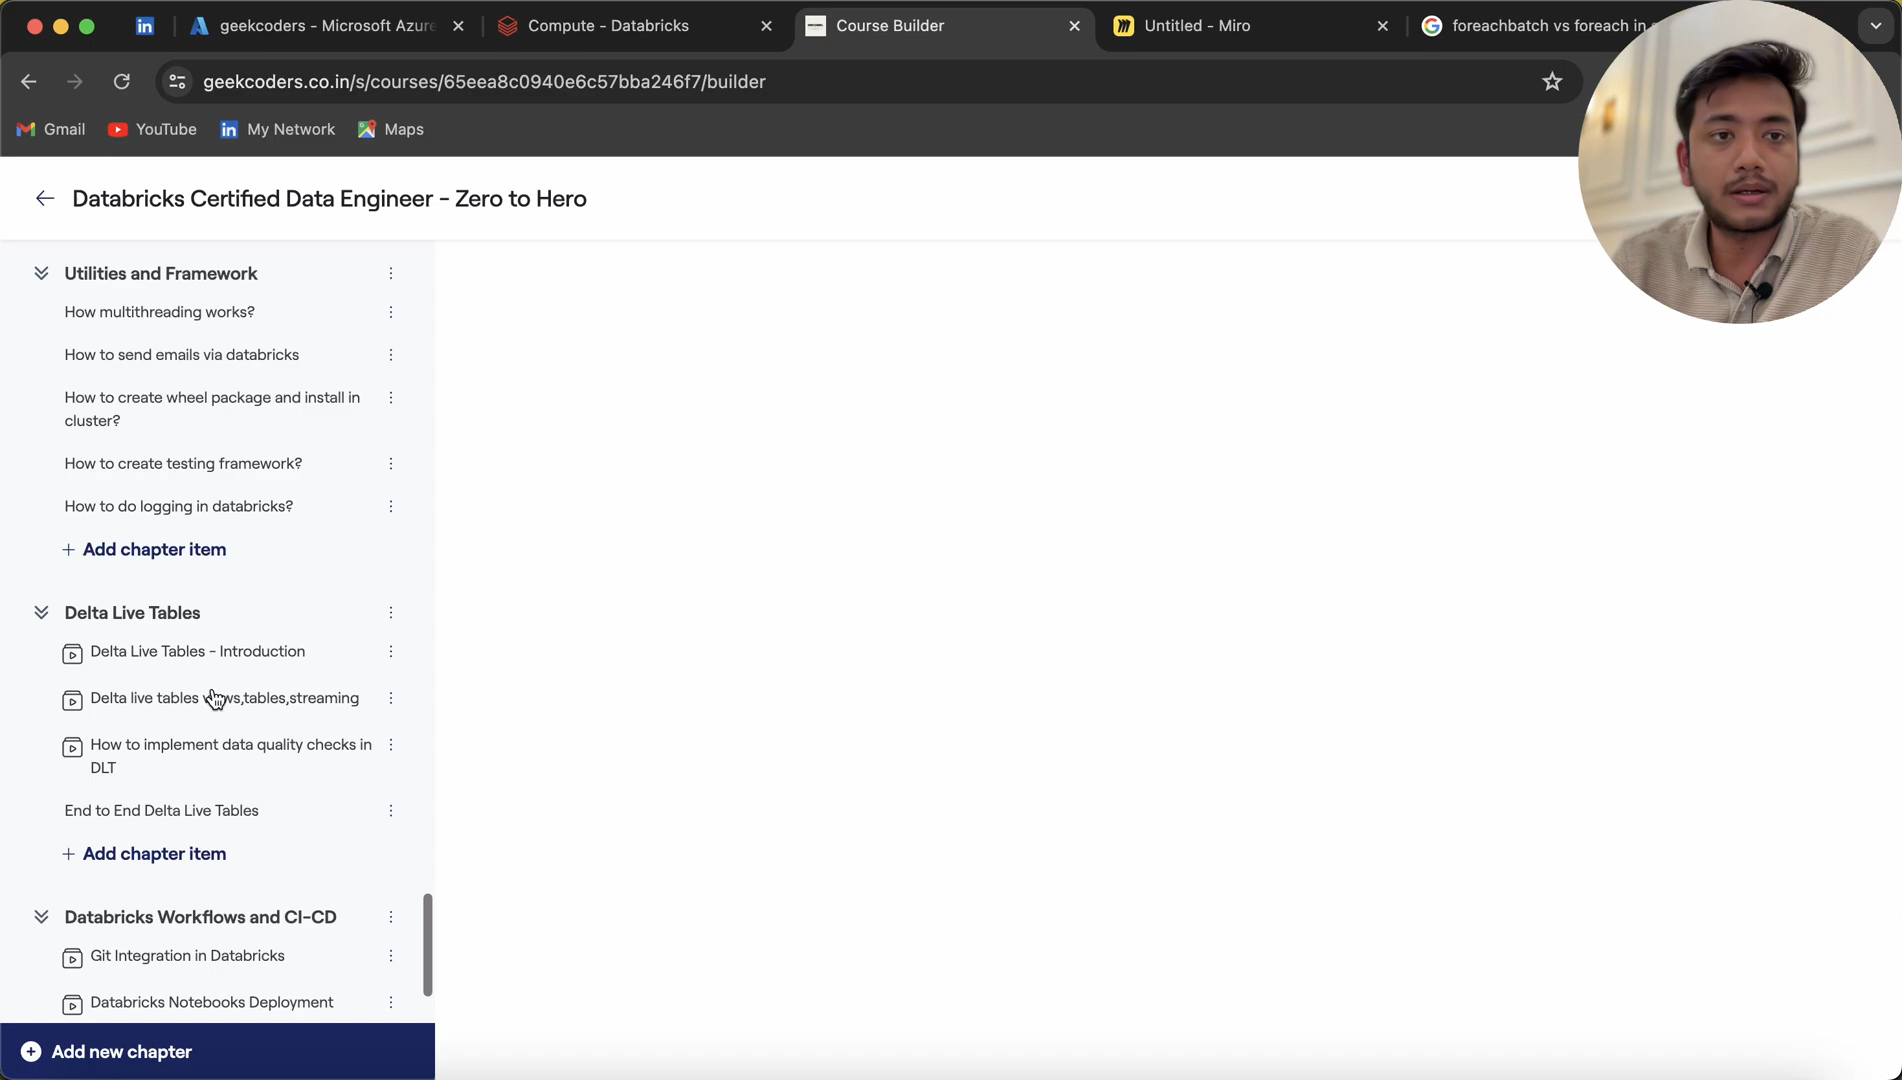 geekcoders - Microsoft Azure
Compute - Databricks
Course Builder
Untitled - Miro
foreachbatch vs foreach in
geekcoders.co.in/s/courses/65eea8c0940e6c57bba246f7/builder
Gmail
YouTube
My Network
Maps
Databricks Certified Data Engineer - Zero to Hero
Utilities and Framework
How multithreading works?
How to send emails via databricks
How to create wheel package and install in
cluster?
How to create testing framework?
How to do logging in databricks?
+ Add chapter item
Delta Live Tables
Delta Live Tables - Introduction
Delta live tables views,tables,streaming
How to implement data quality checks in
DLT
End to End Delta Live Tables
+ Add chapter item
Databricks Workflows and CI-CD
Git Integration in Databricks
Databricks Notebooks Deployment
Add new chapter